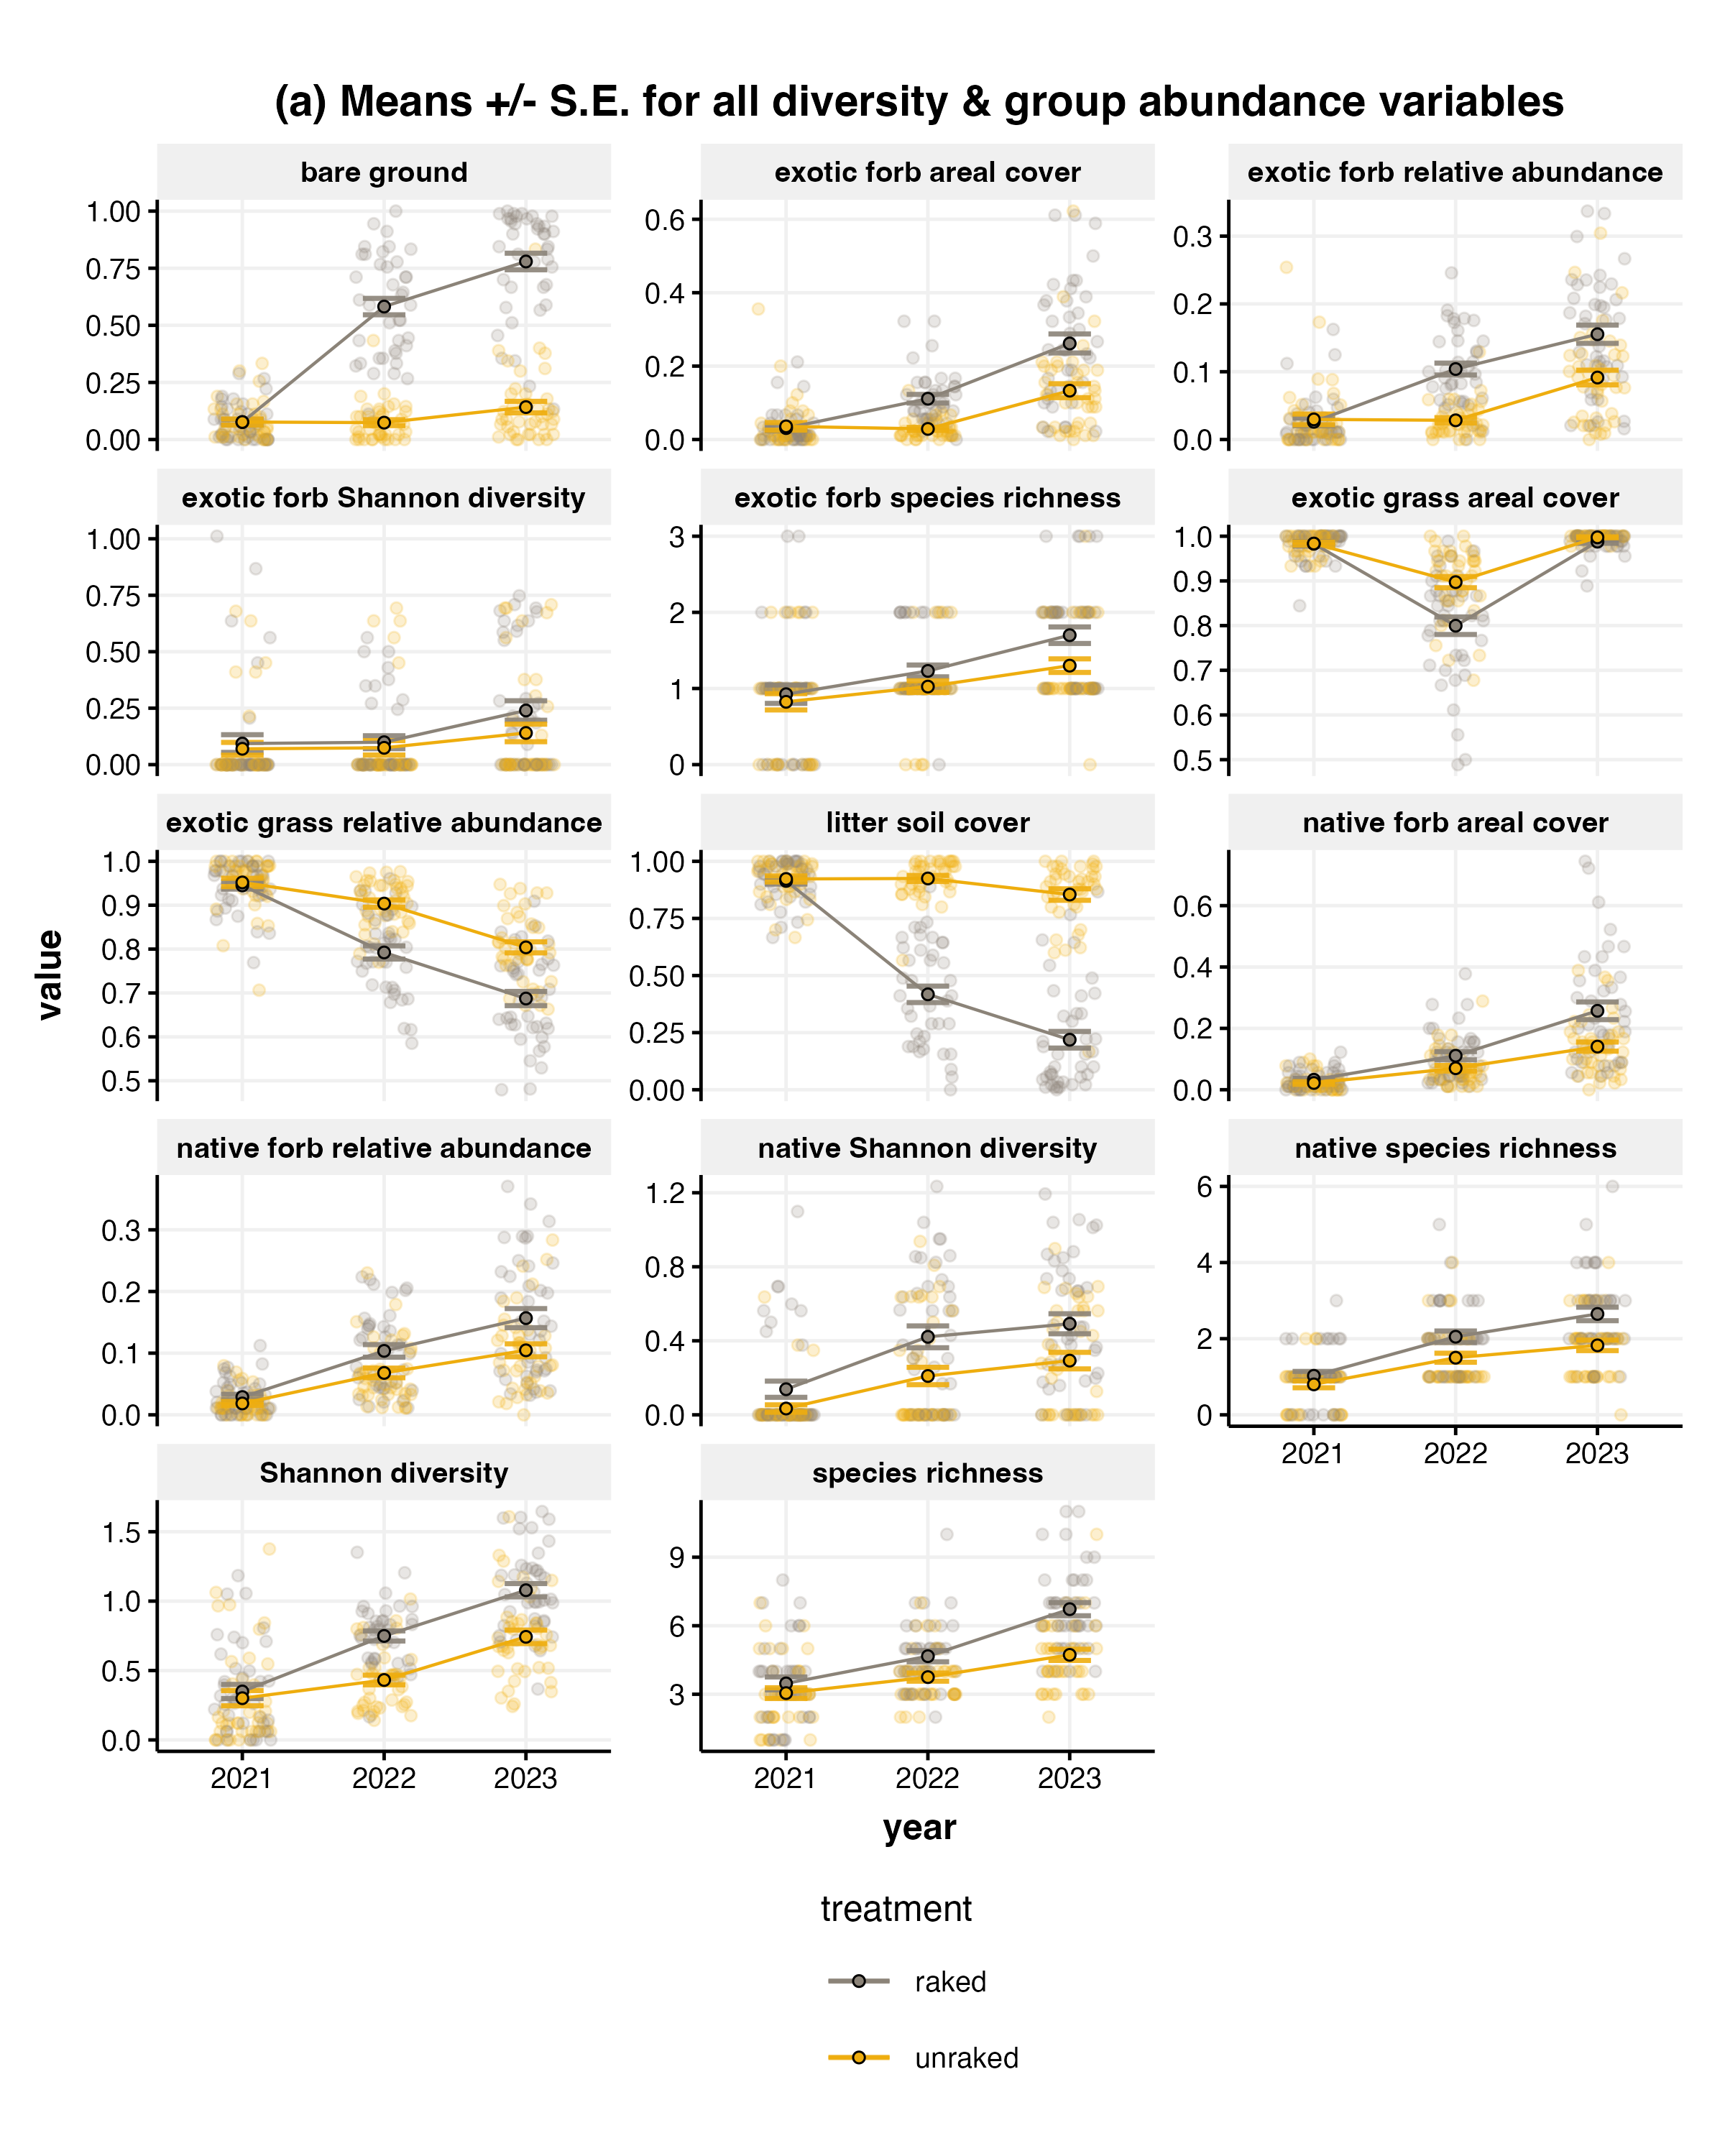 (a) Means +/- S.E. for all diversity & group abundance variables
bare ground
exotic forb areal cover
exotic forb relative abundance
1.00
0.75
0.50
0.25
0.00
0.6
0.4
0.2
0.0
0.3
0.2
0.1
0.0
exotic forb Shannon diversity
exotic forb species richness
exotic grass areal cover
1.00
0.75
0.50
0.25
0.00
3
2
1
0
1.0
0.9
0.8
0.7
0.6
0.5
exotic grass relative abundance
litter soil cover
native forb areal cover
1.0
0.9
0.8
0.7
0.6
0.5
1.00
0.75
0.50
0.25
0.00
0.6
0.4
0.2
0.0
value
native forb relative abundance
native Shannon diversity
native species richness
0.3
0.2
0.1
0.0
1.2
0.8
0.4
0.0
6
4
2
0
2021 2022 2023
Shannon diversity
species richness
1.5
1.0
0.5
0.0
9
6
3
2021 2022 2023
2021 2022 2023
year
treatment
raked
unraked